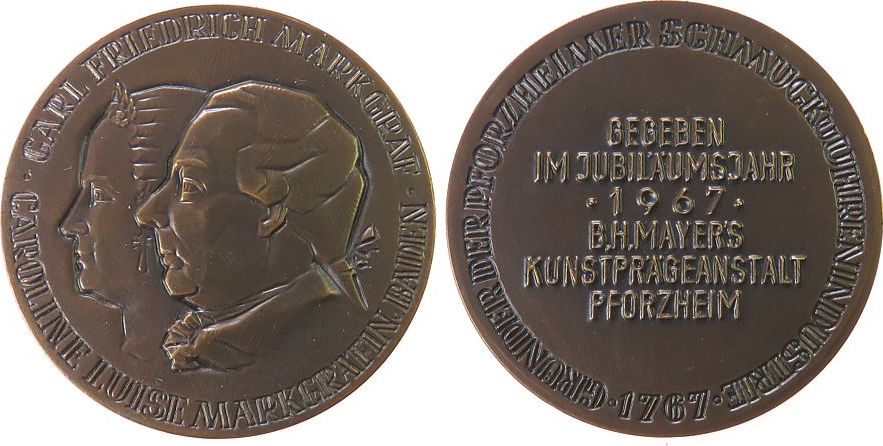 CARL FRIEDRICH MARKGRAF ·
CAROLINE LUISE MARKGRÄFIN. BADEN ·
GRÜNDER DER PFORZHEIMER SCHMUCK U UHRENINDUSTRIE · 1767 ·
GEGEBEN
IM JUBILÄUMSJAHR
· 1967 ·
B.H.MAYER'S
KUNSTPRÄGEANSTALT
PFORZHEIM